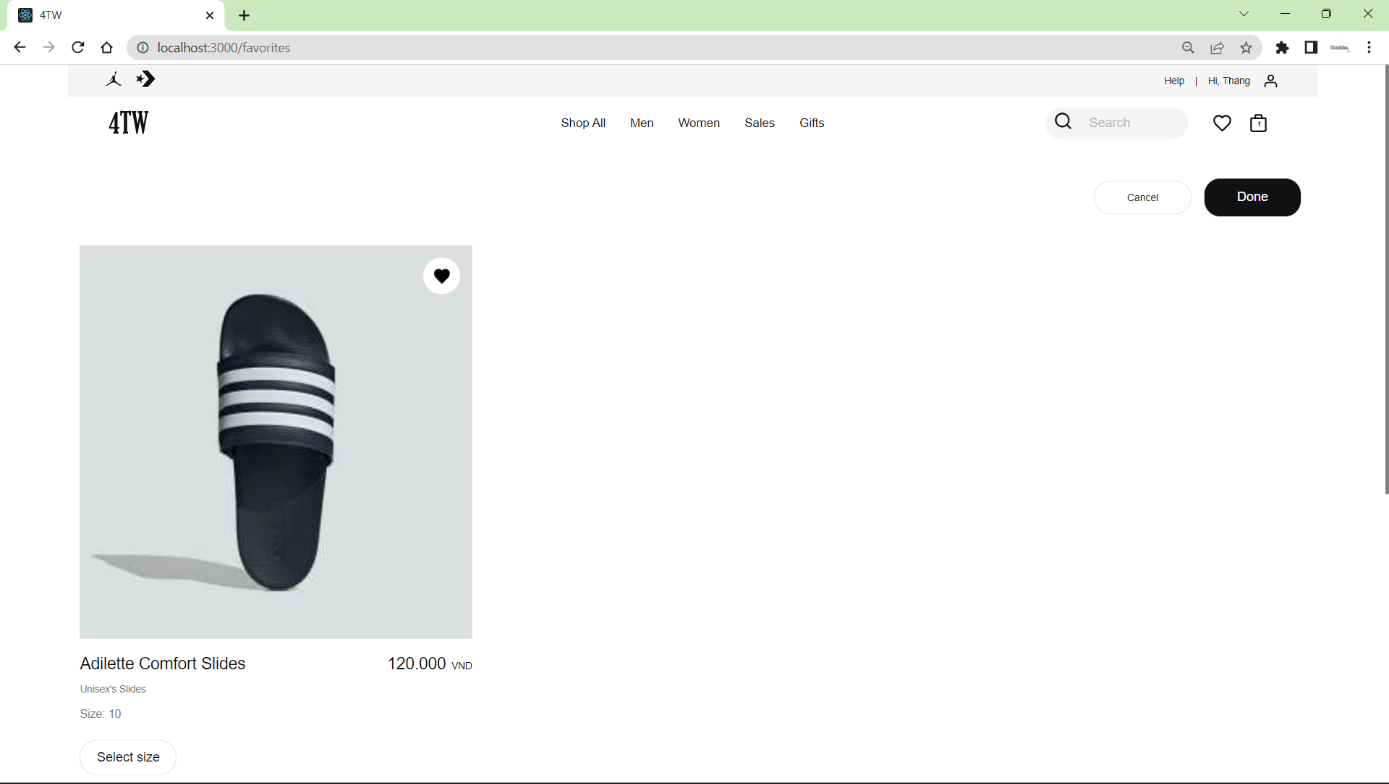 4TW
localhost:3000/favorites
Help | Hi, Thang
4TW
Shop All Men Women Sales Gifts
Search
1
Cancel Done
Adilette Comfort Slides 120.000 VND
Unisex's Slides
Size: 10
Select size